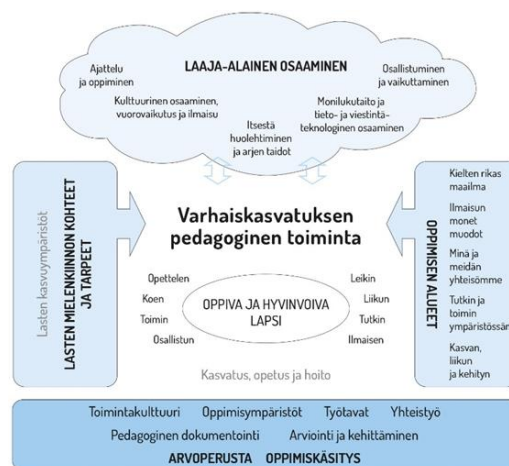 LAAJA-ALAINEN OSAAMINEN
Ajattelu
ja oppiminen
Osallistuminen
ja vaikuttaminen
Kulttuurinen osaaminen,
vuorovaikutus ja ilmaisu
Itsestä
huolehtiminen
ja arjen taidot
Monilukutaito ja
tieto- ja viestintä-
teknologinen osaaminen
Lasten kasvuympäristöt
LASTEN MIELENKIINNON KOHTEET
JA TARPEET
Varhaiskasvatuksen
pedagoginen toiminta
Opettelen
Koen
Toimin
Osallistun
OPPIVA JA HYVINVOIVA
LAPSI
Leikin
Liikun
Tutkin
Ilmaisen
Kasvatus, opetus ja hoito
OPPIMISEN ALUEET
Kielten rikas
maailma
Ilmaisun
monet
muodot
Minä ja
meidän
yhteisömme
Tutkin ja
toimin
ympäristössäni
Kasvan,
liikun
ja kehityn
Toimintakulttuuri Oppimisympäristöt Työtavat Yhteistyö
Pedagoginen dokumentointi Arviointi ja kehittäminen
ARVOPERUSTA OPPIMISKÄSITYS